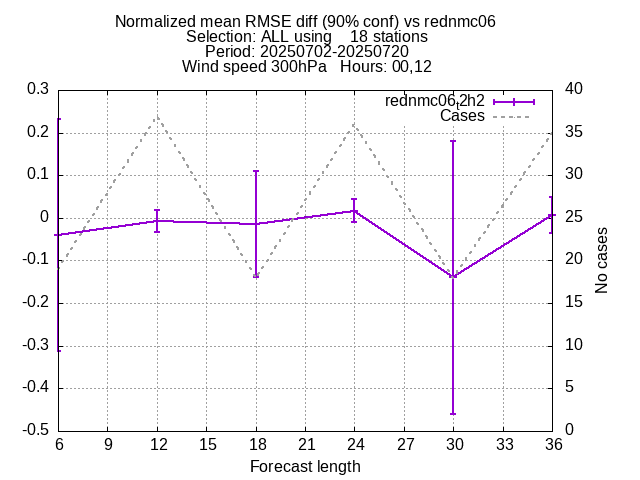 Normalized mean RMSE diff (90% conf) vs rednmc06
Selection: ALL using    18 stations
Period: 20250702-20250720
Wind speed 300hPa   Hours: 00,12
rednmc06,2h2
Cases
0.3
0.2
0.1
0
-0.1
-0.2
-0.3
-0.4
-0.5
40
35
30
25
20
15
10
5
0
No cases
6 9 12 15 18 21 24 27 30 33 36
Forecast length